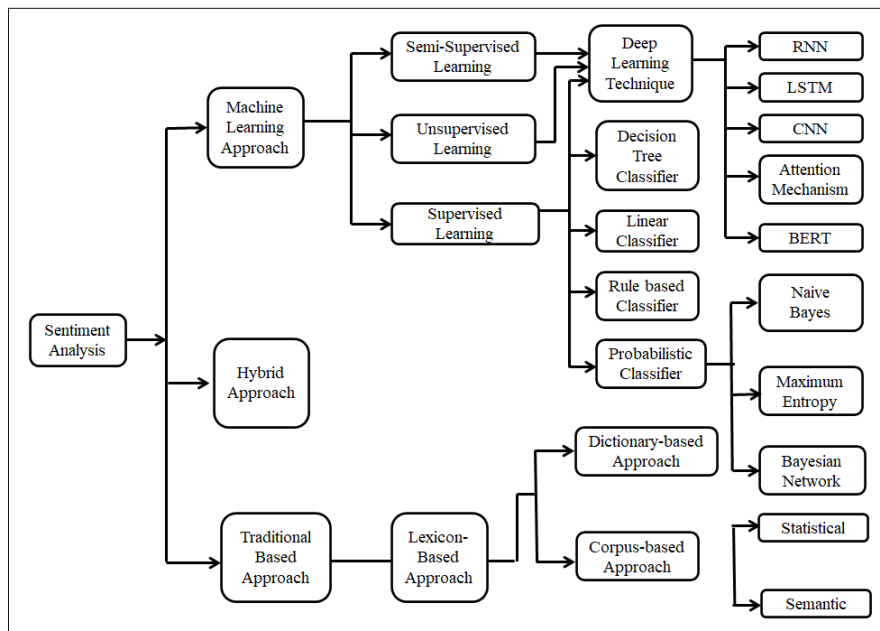 Semi-Supervised
Learning
Deep
Learning
Technique
RNN
LSTM
Machine
Learning
Approach
Unsupervised
Learning
Decision
Tree
Classifier
CNN
Attention
Mechanism
Supervised
Learning
Linear
Classifier
BERT
Rule based
Classifier
Naive
Bayes
Sentiment
Analysis
Hybrid
Approach
Probabilistic
Classifier
Maximum
Entropy
Dictionary-based
Approach
Bayesian
Network
Traditional
Based
Approach
Lexicon-
Based
Approach
Corpus-based
Approach
Statistical
Semantic